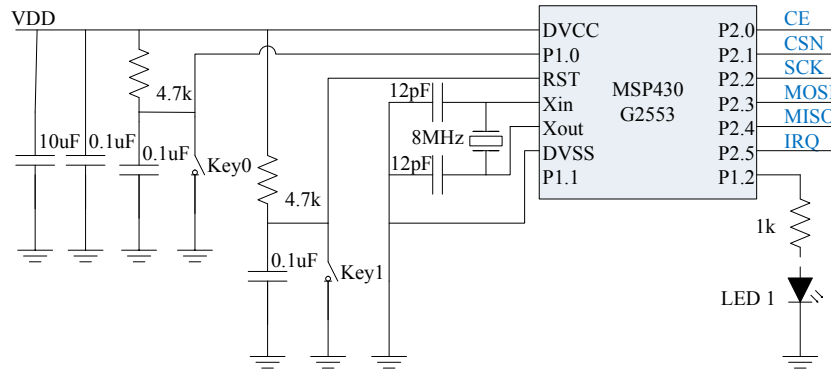 VDD
CE
DVCC
P2.0
CSN
P1.0
P2.1
SCK
4.7k
RST
MSP430
P2.2
MOSI
12pF
Xin
G2553
P2.3
MISO
10uF
0.1uF
0.1uF
Key0
8MHz
Xout
P2.4
IRQ
12pF
DVSS
P2.5
P1.1
P1.2
4.7k
1k
0.1uF
Key1
LED 1